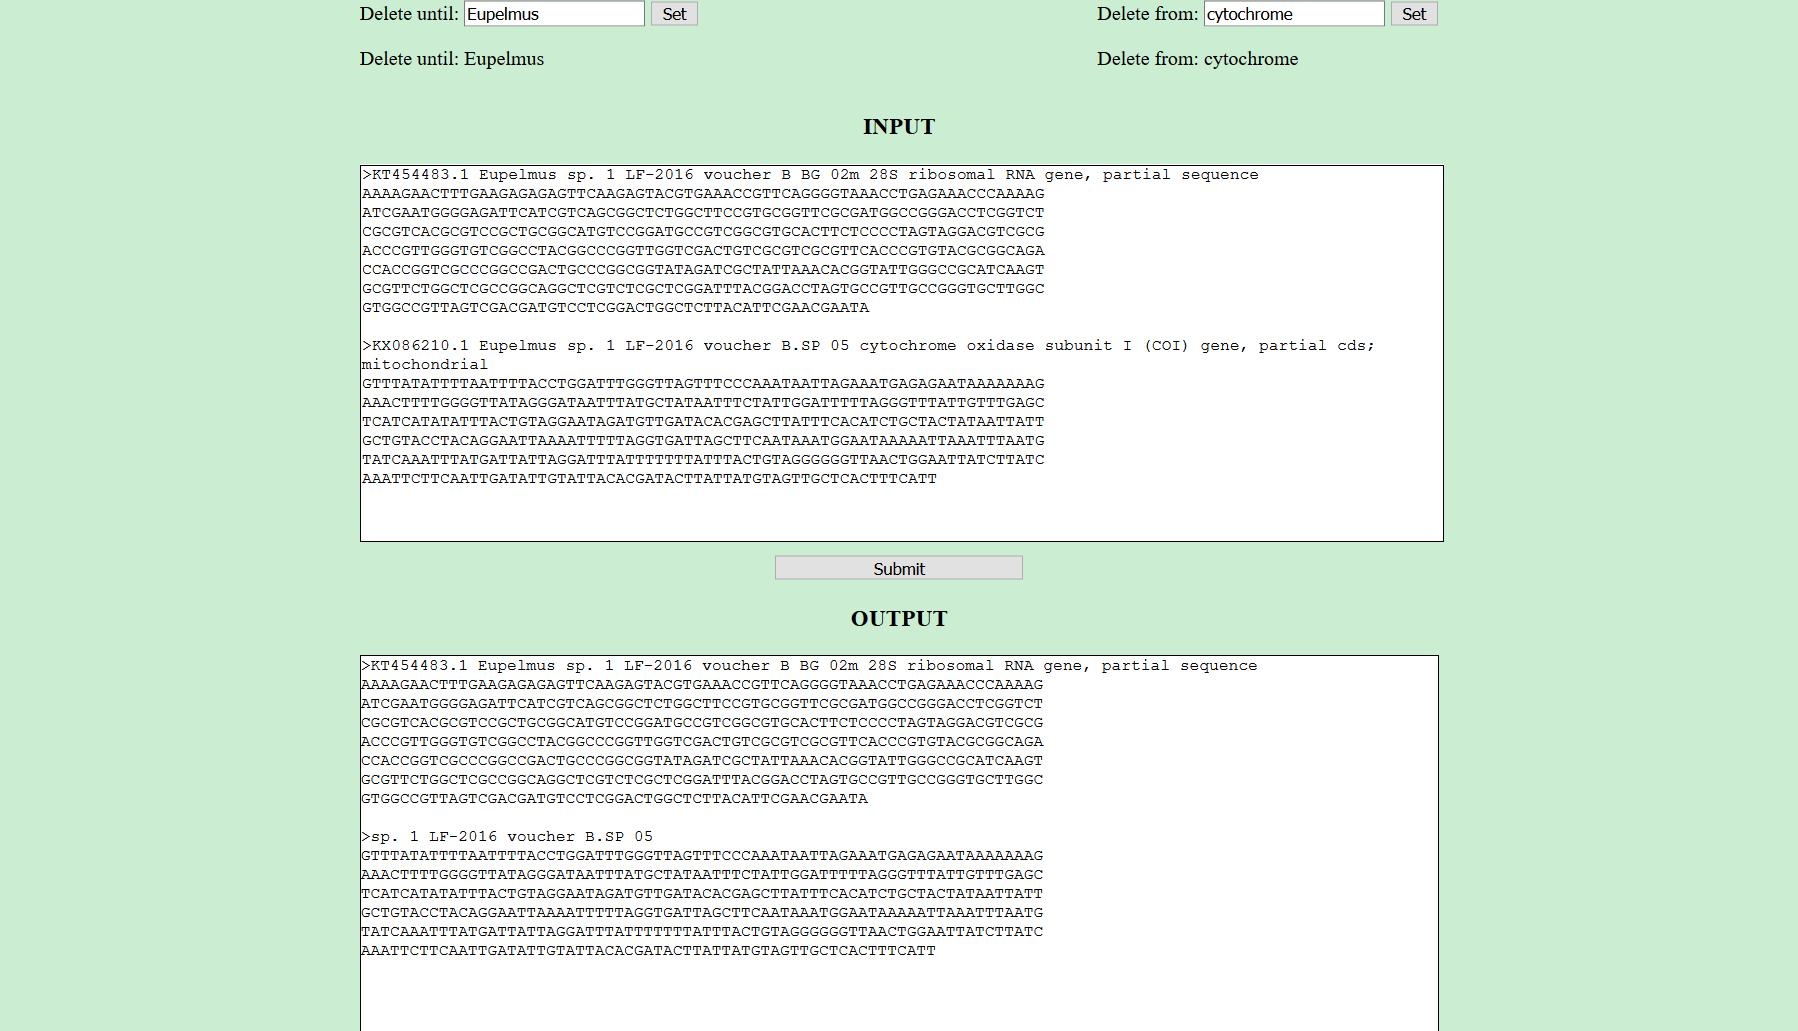 Delete until: Eupelmus Set Delete from: cytochrome Set
Delete until: Eupelmus Delete from: cytochrome
INPUT
>KT454483.1 Eupelmus sp. 1 LF-2016 voucher B BG 02m 28S ribosomal RNA gene, partial sequence
AAAAGAACTTTGAAGAGAGAGTTCAAGAGTACGTGAAACCGTTCAGGGGTAAACCTGAGAAACCCAAAAG
ATCGAATGGGGAGATTCATCGTCAGCGGCTCTGGCTTCCGTGCGGTTCGCGATGGCCGGGACCTCGGTCT
CGCGTCACGCGTCCGCTGCGGCATGTCCGGATGCCGTCGGCGTGCACTTCTCCCCTAGTAGGACGTCGCG
ACCCGTTGGGTGTCGGCCTACGGCCCGGTTGGTCGACTGTCGCGTCGCGTTCACCCGTGTACGCGGCAGA
CCACCGGTCGCCCGGCCGACTGCCCGGCGGTATAGATCGCTATTAAACACGGTATTGGGCCGCATCAAGT
GCGTTCTGGCTCGCCGGCAGGCTCGTCTCGCTCGGATTTACGGACCTAGTGCCGTTGCCGGGTGCTTGGC
GTGGCCGTTAGTCGACGATGTCCTCGGACTGGCTCTTACATTCGAACGAATA
>KX086210.1 Eupelmus sp. 1 LF-2016 voucher B.SP 05 cytochrome oxidase subunit I (COI) gene, partial cds;
mitochondrial
GTTTATATTTTAATTTTACCTGGATTTGGGTTAGTTTCCCAAATAATTAGAAATGAGAGAATAAAAAAAG
AAACTTTTGGGGTTATAGGGATAATTTATGCTATAATTTCTATTGGATTTTTAGGGTTTATTGTTTGAGC
TCATCATATATTTACTGTAGGAATAGATGTTGATACACGAGCTTATTTCACATCTGCTACTATAATTATT
GCTGTACCTACAGGAATTAAAATTTTTAGGTGATTAGCTTCAATAAATGGAATAAAAATTAAATTTAATG
TATCAAATTTATGATTATTAGGATTTATTTTTTTATTTACTGTAGGGGGGTTAACTGGAATTATCTTATC
AAATTCTTCAATTGATATTGTATTACACGATACTTATTATGTAGTTGCTCACTTTCATT
Submit
OUTPUT
>KT454483.1 Eupelmus sp. 1 LF-2016 voucher B BG 02m 28S ribosomal RNA gene, partial sequence
AAAAGAACTTTGAAGAGAGAGTTCAAGAGTACGTGAAACCGTTCAGGGGTAAACCTGAGAAACCCAAAAG
ATCGAATGGGGAGATTCATCGTCAGCGGCTCTGGCTTCCGTGCGGTTCGCGATGGCCGGGACCTCGGTCT
CGCGTCACGCGTCCGCTGCGGCATGTCCGGATGCCGTCGGCGTGCACTTCTCCCCTAGTAGGACGTCGCG
ACCCGTTGGGTGTCGGCCTACGGCCCGGTTGGTCGACTGTCGCGTCGCGTTCACCCGTGTACGCGGCAGA
CCACCGGTCGCCCGGCCGACTGCCCGGCGGTATAGATCGCTATTAAACACGGTATTGGGCCGCATCAAGT
GCGTTCTGGCTCGCCGGCAGGCTCGTCTCGCTCGGATTTACGGACCTAGTGCCGTTGCCGGGTGCTTGGC
GTGGCCGTTAGTCGACGATGTCCTCGGACTGGCTCTTACATTCGAACGAATA
>sp. 1 LF-2016 voucher B.SP 05
GTTTATATTTTAATTTTACCTGGATTTGGGTTAGTTTCCCAAATAATTAGAAATGAGAGAATAAAAAAAG
AAACTTTTGGGGTTATAGGGATAATTTATGCTATAATTTCTATTGGATTTTTAGGGTTTATTGTTTGAGC
TCATCATATATTTACTGTAGGAATAGATGTTGATACACGAGCTTATTTCACATCTGCTACTATAATTATT
GCTGTACCTACAGGAATTAAAATTTTTAGGTGATTAGCTTCAATAAATGGAATAAAAATTAAATTTAATG
TATCAAATTTATGATTATTAGGATTTATTTTTTTATTTACTGTAGGGGGGTTAACTGGAATTATCTTATC
AAATTCTTCAATTGATATTGTATTACACGATACTTATTATGTAGTTGCTCACTTTCATT